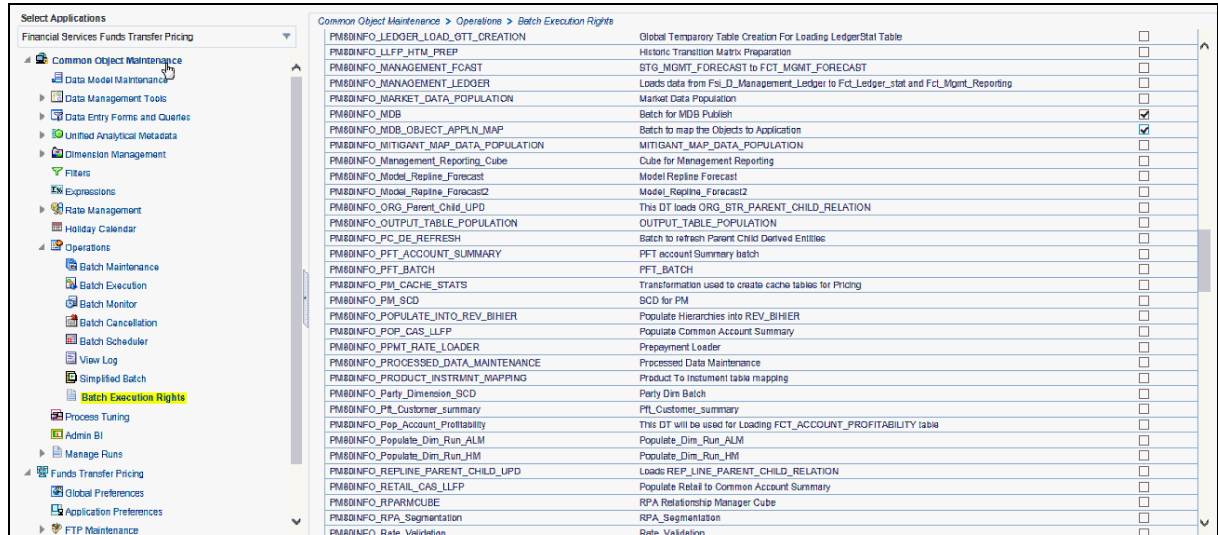 Select Applications
Financial Services Funds Transfer Pricing
Common Object Maintenance
Data Model Maintenance
Data Management Tools
Data Entry Forms and Queries
Unified Analytical Metadata
Dimension Management
Filters
Expressions
Rate Management
Holiday Calendar
Operations
Batch Maintenance
Batch Execution
Batch Monitor
Batch Cancellation
Batch Scheduler
View Log
Simplified Batch
Batch Execution Rights
Process Tuning
Admin BI
Manage Runs
Funds Transfer Pricing
Global Preferences
Application Preferences
FTP Maintenance
Common Object Maintenance > Operations > Batch Execution Rights
PM80INFO_LEDGER_LOAD_GTT_CREATION Global Temparory Table Creation For Loading LedgerStat Table
PM80INFO_LLFP_HTM_PREP Historic Transition Matrix Preparation
PM80INFO_MANAGEMENT_FCAST STG_MGMT_FORECAST to FCT_MGMT_FORECAST
PM80INFO_MANAGEMENT_LEDGER Loads data from Fsi_D_Management_Ledger to Fct_Ledger_stat and Fct_Mgmt_Reporting
PM80INFO_MARKET_DATA_POPULATION Market Data Population
PM80INFO_MDB Batch for MDB Publish
PM80INFO_MDB_OBJECT_APPLN_MAP Batch to map the Objects to Application
PM80INFO_MITIGANT_MAP_DATA_POPULATION MITIGANT_MAP_DATA_POPULATION
PM80INFO_Management_Reporting_Cube Cube for Management Reporting
PM80INFO_Model_Repline_Forecast Model Repline Forecast
PM80INFO_Model_Repline_Forecast2 Model_Repline_Forecast2
PM80INFO_ORG_Parent_Child_UPD This DT loads ORG_STR_PARENT_CHILD_RELATION
PM80INFO_OUTPUT_TABLE_POPULATION OUTPUT_TABLE_POPULATION
PM80INFO_PC_DE_REFRESH Batch to refresh Parent Child Derived Entities
PM80INFO_PFT_ACCOUNT_SUMMARY PFT account Summary batch
PM80INFO_PFT_BATCH PFT_BATCH
PM80INFO_PM_CACHE_STATS Transformation used to create cache tables for Pricing
PM80INFO_PM_SCD SCD for PM
PM80INFO_POPULATE_INTO_REV_BIHIER Populate Hierarchies into REV_BIHIER
PM80INFO_POP_CAS_LLFP Populate Common Account Summary
PM80INFO_PPMT_RATE_LOADER Prepayment Loader
PM80INFO_PROCESSED_DATA_MAINTENANCE Processed Data Maintenance
PM80INFO_PRODUCT_INSTRMNT_MAPPING Product To Instument table mapping
PM80INFO_Party_Dimension_SCD Party Dim Batch
PM80INFO_Pft_Customer_summary Pft_Customer_summary
PM80INFO_Pop_Account_Profitability This DT will be used for Loading FCT_ACCOUNT_PROFITABILITY table
PM80INFO_Populate_Dim_Run_ALM Populate_Dim_Run_ALM
PM80INFO_Populate_Dim_Run_HM Populate_Dim_Run_HM
PM80INFO_REPLINE_PARENT_CHILD_UPD Loads REP_LINE_PARENT_CHILD_RELATION
PM80INFO_RETAIL_CAS_LLFP Populate Retail to Common Account Summary
PM80INFO_RPARMCUBE RPA Relationship Manager Cube
PM80INFO_RPA_Segmentation RPA_Segmentation
PM80INFO_Rate_Validation Rate_Validation